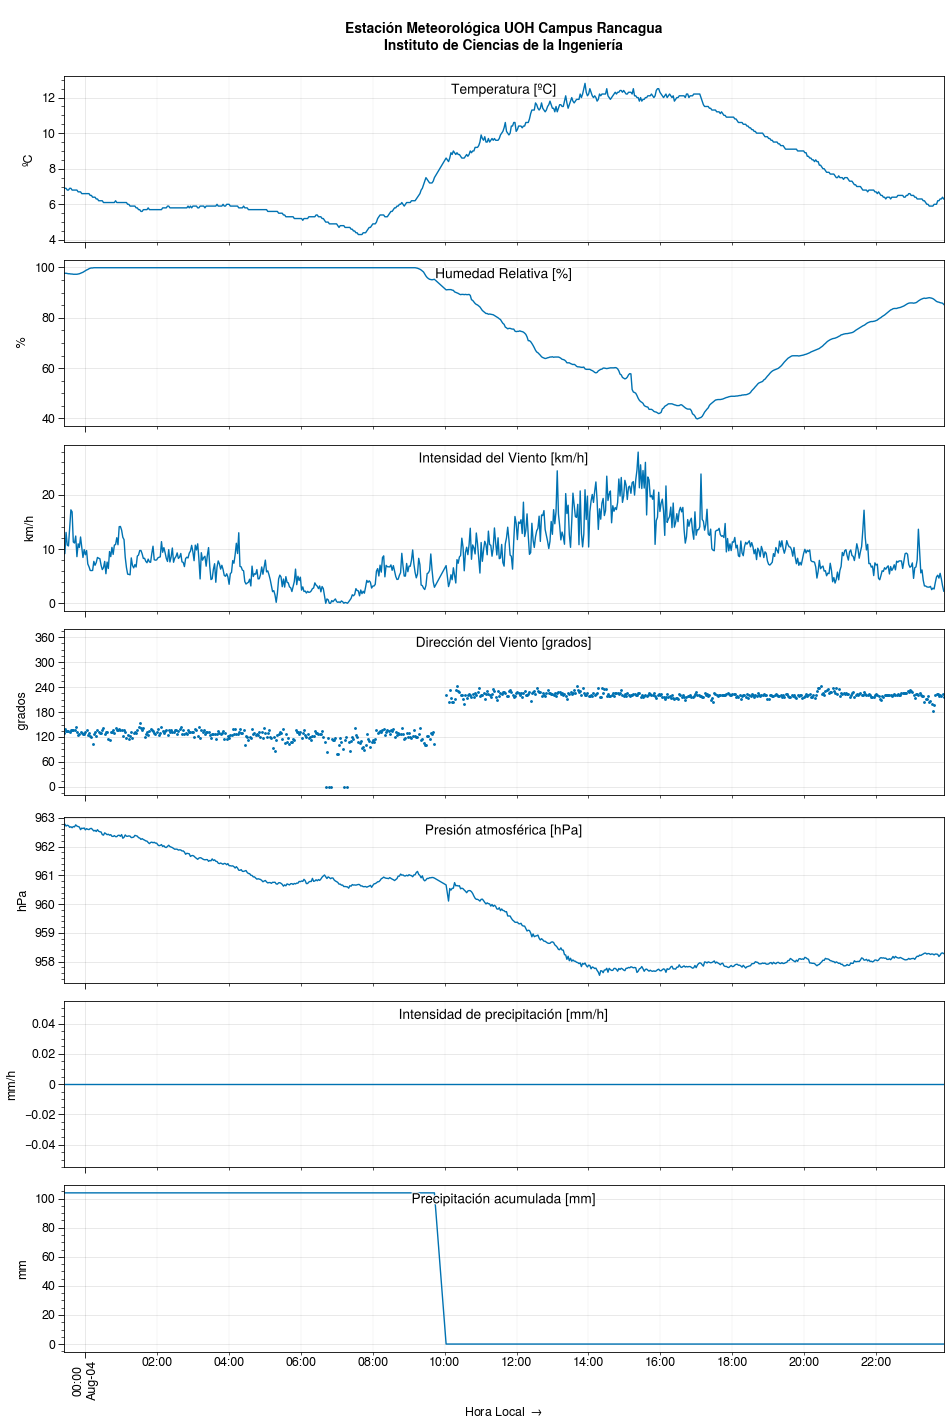 Estación Meteorológica UOH Campus Rancagua
Instituto de Ciencias de la Ingeniería
Temperatura [ºC]
ºC
12
10
8
6
4
Humedad Relativa [%]
%
100
80
60
40
Intensidad del Viento [km/h]
km/h
20
10
0
Dirección del Viento [grados]
grados
360
300
240
180
120
60
0
Presión atmosférica [hPa]
hPa
963
962
961
960
959
958
Intensidad de precipitación [mm/h]
mm/h
0.04
0.02
0
−0.02
−0.04
Precipitación acumulada [mm]
mm
100
80
60
40
20
0
00:00
Aug-04
02:00
04:00
06:00
08:00
10:00
12:00
14:00
16:00
18:00
20:00
22:00
Hora Local →